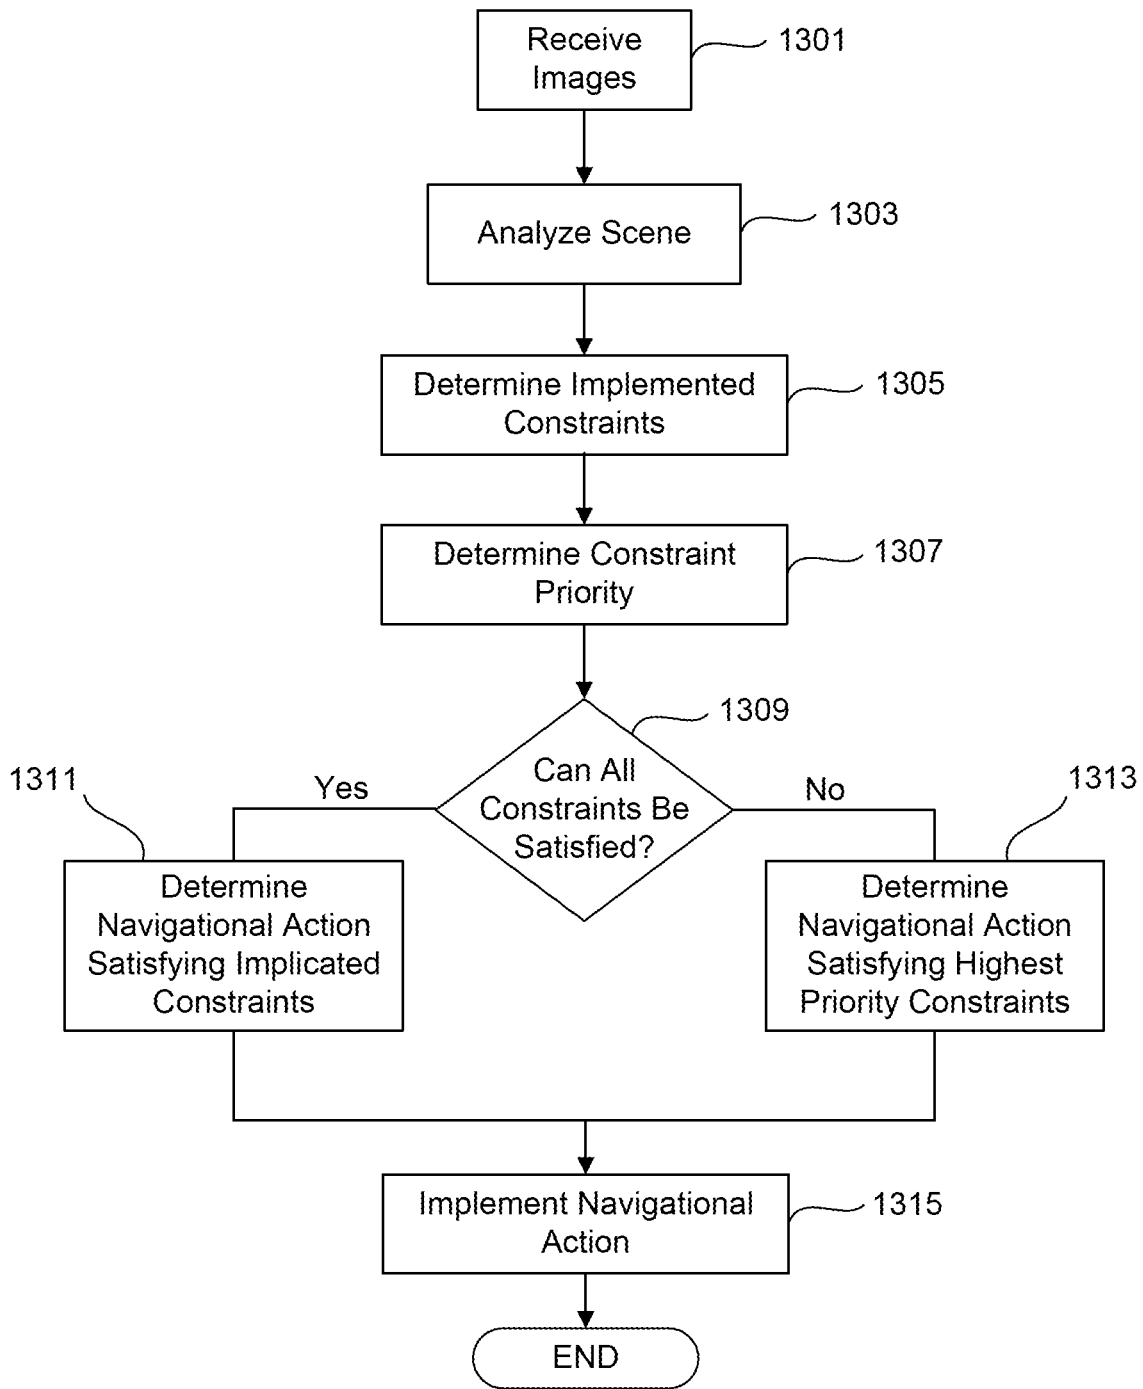 Receive
Images
1301
Analyze Scene
1303
Determine Implemented
Constraints
1305
Determine Constraint
Priority
1307
Can All
Constraints Be
Satisfied?
1309
Yes
No
1311
Determine
Navigational Action
Satisfying Implicated
Constraints
1313
Determine
Navigational Action
Satisfying Highest
Priority Constraints
Implement Navigational
Action
1315
END